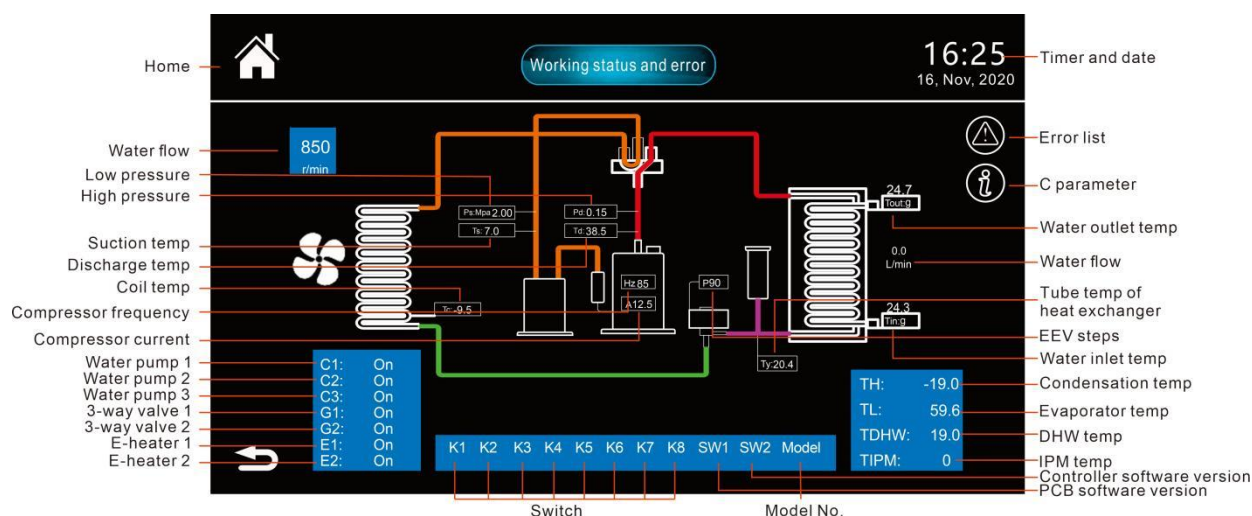 Home
Working status and error
16:25
16, Nov, 2020
Timer and date
Water flow
850
r/min
Error list
Low pressure
High pressure
C parameter
Ps:Mpa 2.00
Pd:0.15
24.7
Tout:g
Suction temp
Ts: 7.0
Td:38.5
Water outlet temp
Discharge temp
0.0
L/min
Water flow
Coil temp
Tc:-9.5
Hz 85
P90
Tube temp of
heat exchanger
Compressor frequency
A12.5
24.3
Tin:g
EEV steps
Compressor current
Ty:20.4
Water inlet temp
Water pump 1
C1: On
Water pump 2
C2: On
Water pump 3
C3: On
3-way valve 1
G1: On
3-way valve 2
G2: On
E-heater 1
E1: On
E-heater 2
E2: On
K1 K2 K3 K4 K5 K6 K7 K8 SW1 SW2 Model
TH: -19.0
Condensation temp
TL: 59.6
Evaporator temp
TDHW: 19.0
DHW temp
TIPM: 0
IPM temp
Controller software version
PCB software version
Switch
Model No.